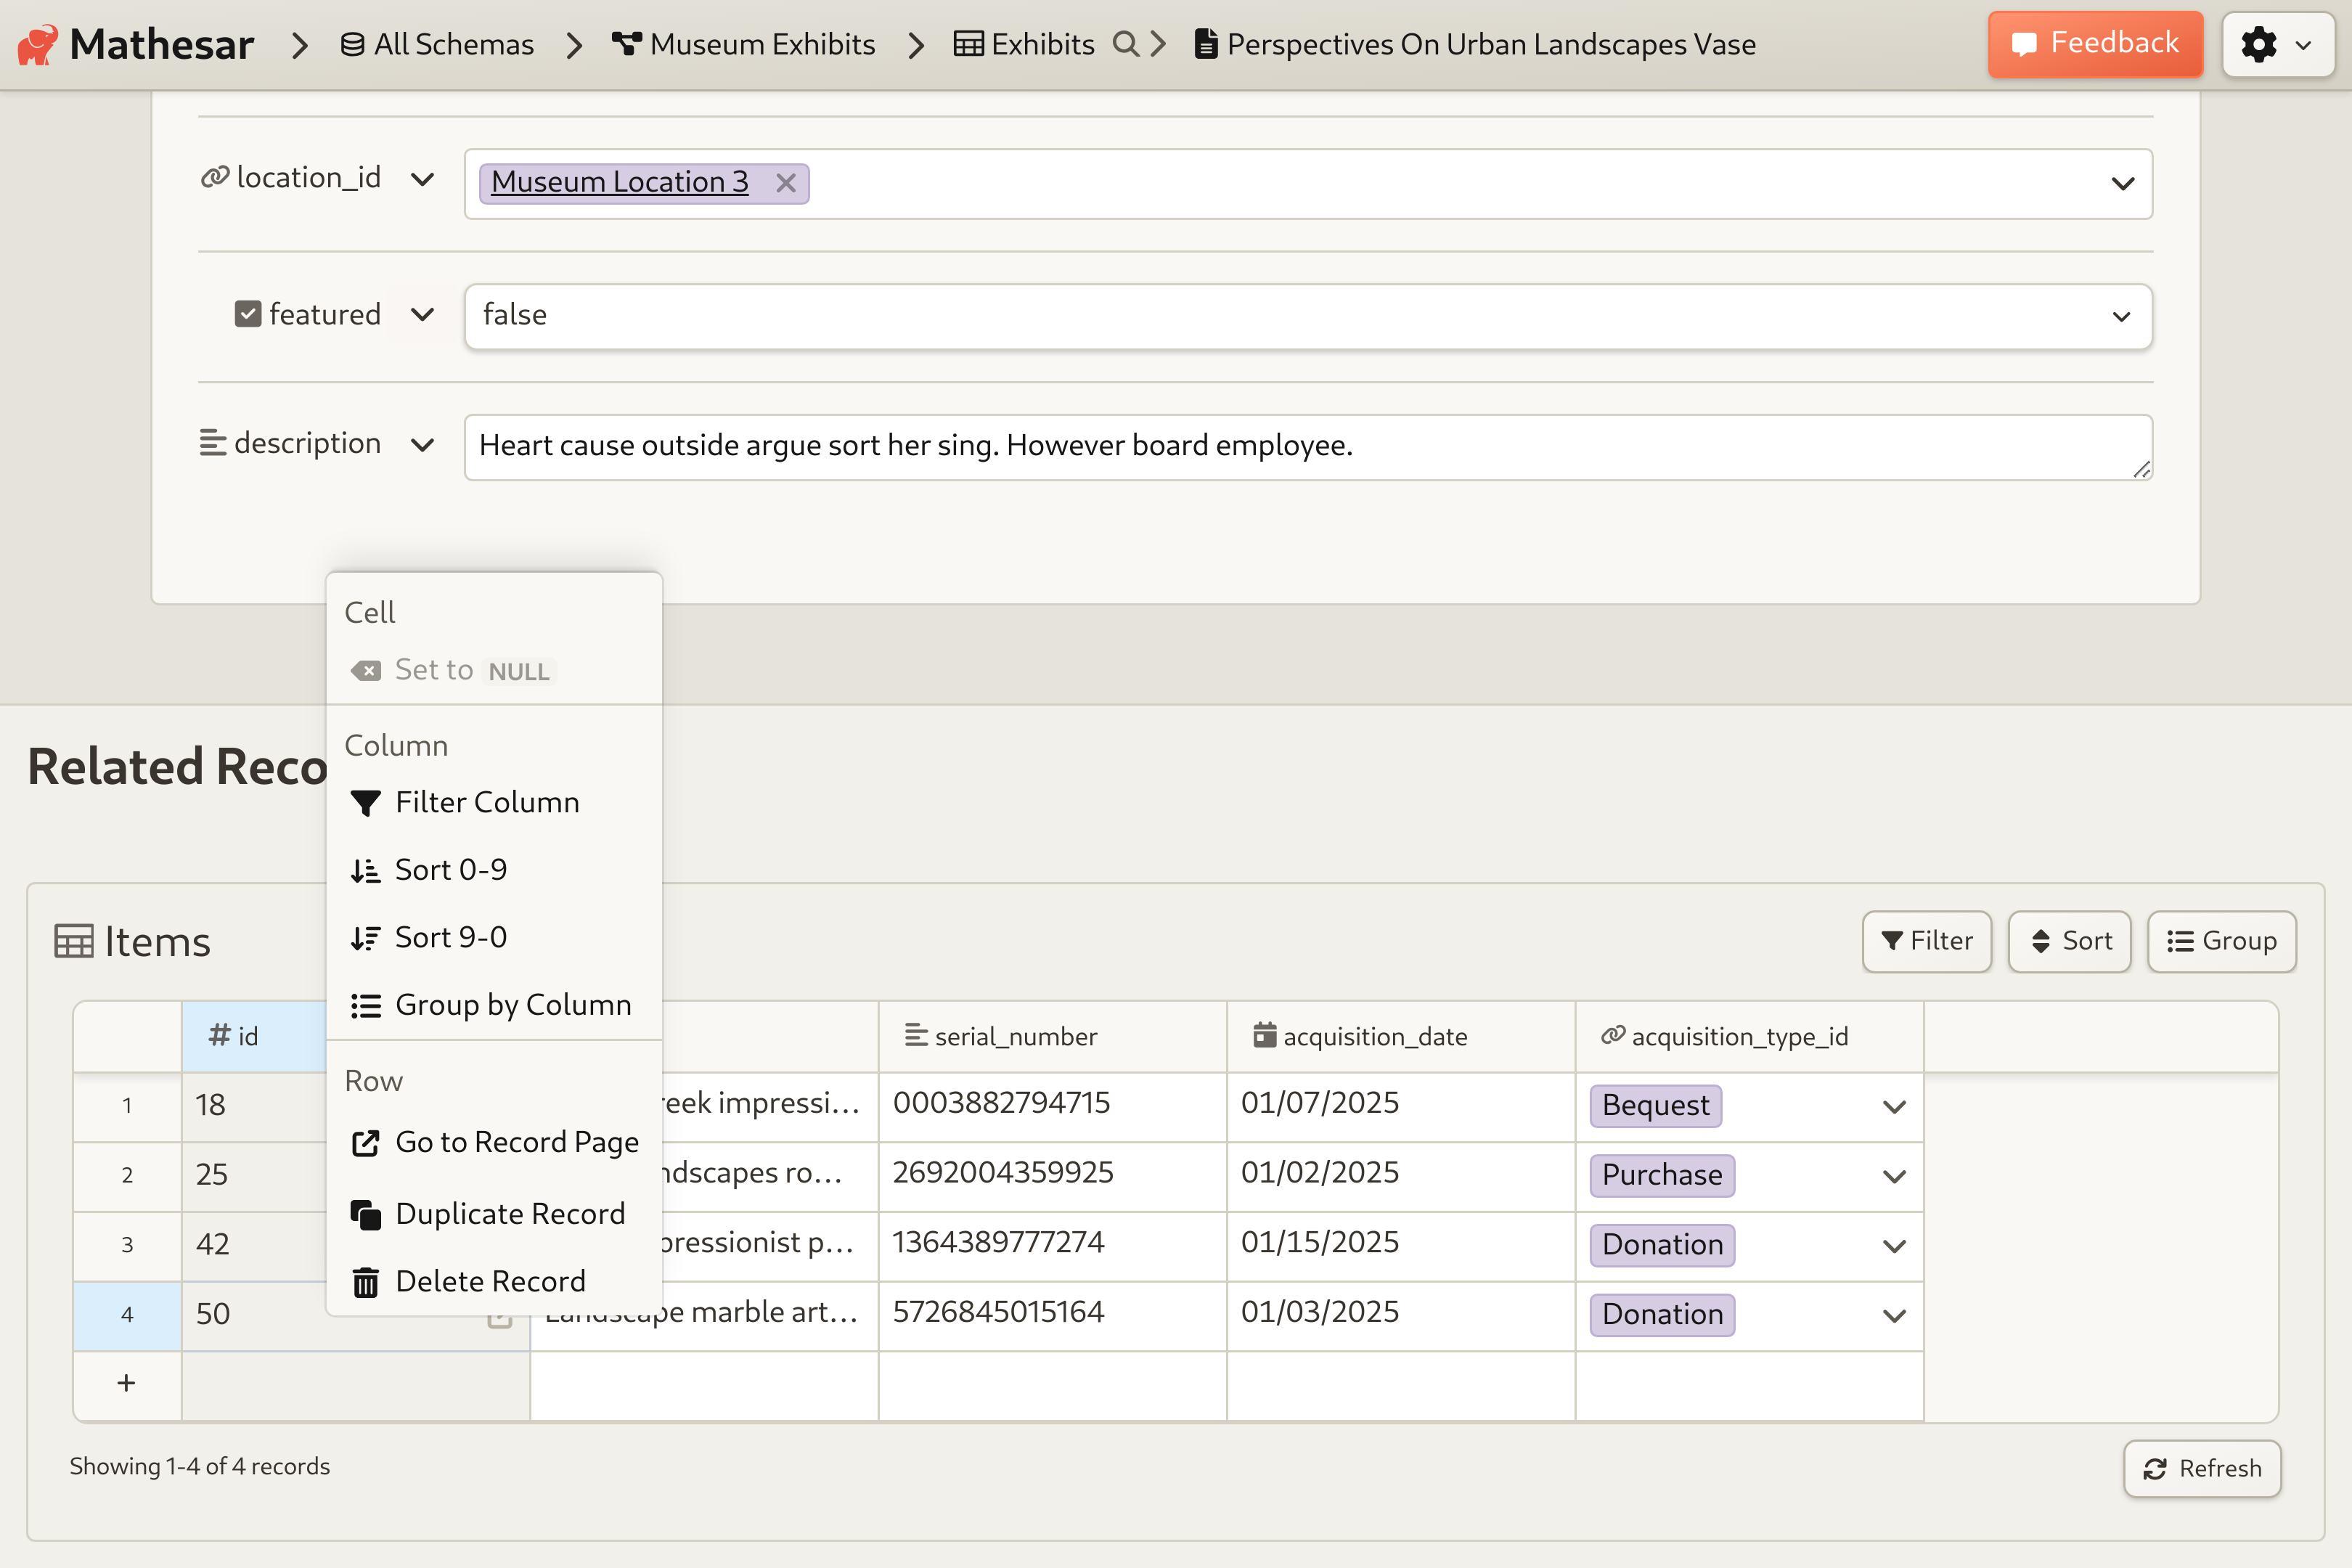 Mathesar All Schemas Museum Exhibits Exhibits Perspectives On Urban Landscapes Vase Feedback
location_id Museum Location 3
featured false
description Heart cause outside argue sort her sing. However board employee.
Cell
Set to NULL
Column
Filter Column
Sort 0-9
Sort 9-0
Group by Column
Row
Go to Record Page
Duplicate Record
Delete Record
Related Reco
Items Filter Sort Group
id serial_number acquisition_date acquisition_type_id
1 18 reek impressi... 0003882794715 01/07/2025 Bequest
2 25 ndscapes ro... 2692004359925 01/02/2025 Purchase
3 42 pressionist p... 1364389777274 01/15/2025 Donation
4 50 Landscape marble art... 5726845015164 01/03/2025 Donation
+
Showing 1-4 of 4 records Refresh